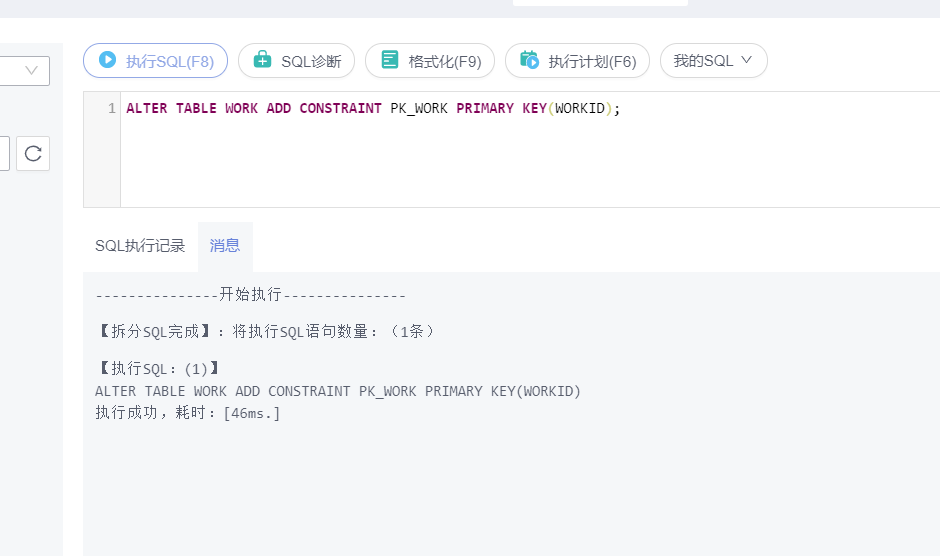 执行SQL(F8) SQL诊断 格式化(F9) 执行计划(F6) 我的SQL
1 ALTER TABLE WORK ADD CONSTRAINT PK_WORK PRIMARY KEY(WORKID);
SQL执行记录 消息
---------------开始执行---------------
【拆分SQL完成】：将执行SQL语句数量：（1条）
【执行SQL：(1)】
ALTER TABLE WORK ADD CONSTRAINT PK_WORK PRIMARY KEY(WORKID)
执行成功，耗时：[46ms.]